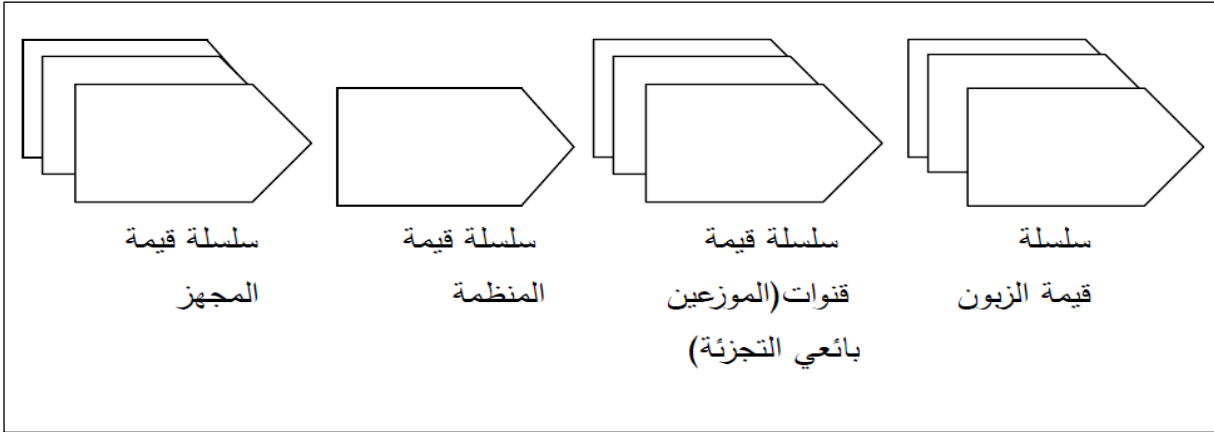 سلسلة قيمة
المجهز
سلسلة قيمة
المنظمة
سلسلة قيمة
قنوات(الموزعين
بائعي التجزئة)
سلسلة
قيمة الزبون